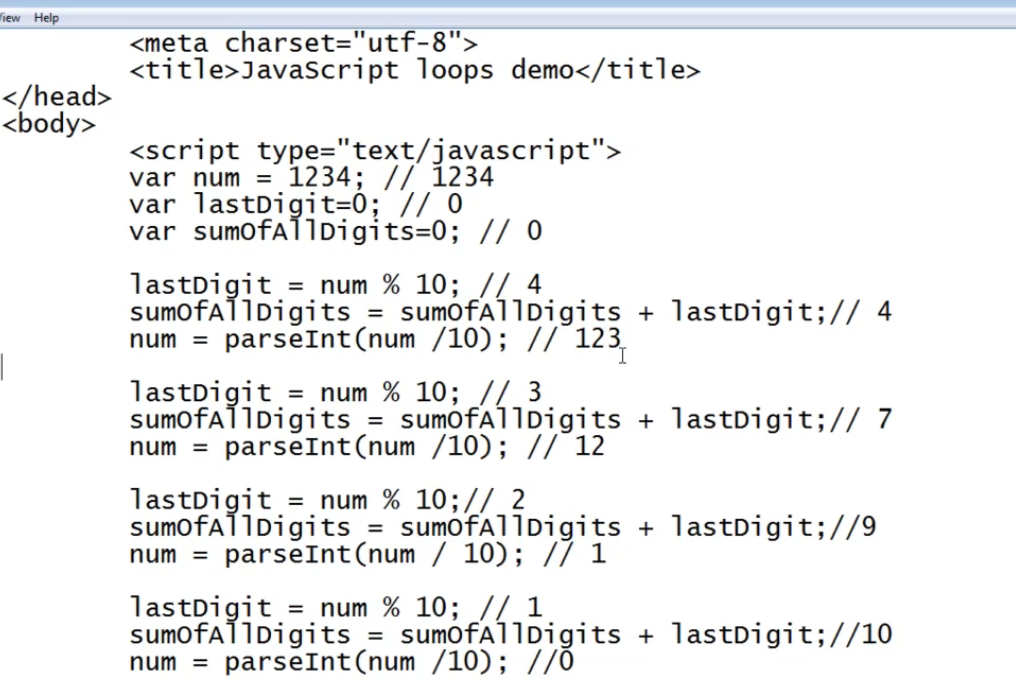 View Help
<meta charset="utf-8">
<title>JavaScript loops demo</title>
</head>
<body>
<script type="text/javascript">
var num = 1234; // 1234
var lastDigit=0; // 0
var sumOfAllDigits=0; // 0
lastDigit = num % 10; // 4
sumOfAllDigits = sumOfAllDigits + lastDigit;// 4
num = parseInt(num /10); // 123
lastDigit = num % 10; // 3
sumOfAllDigits = sumOfAllDigits + lastDigit;// 7
num = parseInt(num /10); // 12
lastDigit = num % 10;// 2
sumOfAllDigits = sumOfAllDigits + lastDigit;//9
num = parseInt(num / 10); // 1
lastDigit = num % 10; // 1
sumOfAllDigits = sumOfAllDigits + lastDigit;//10
num = parseInt(num /10); //0